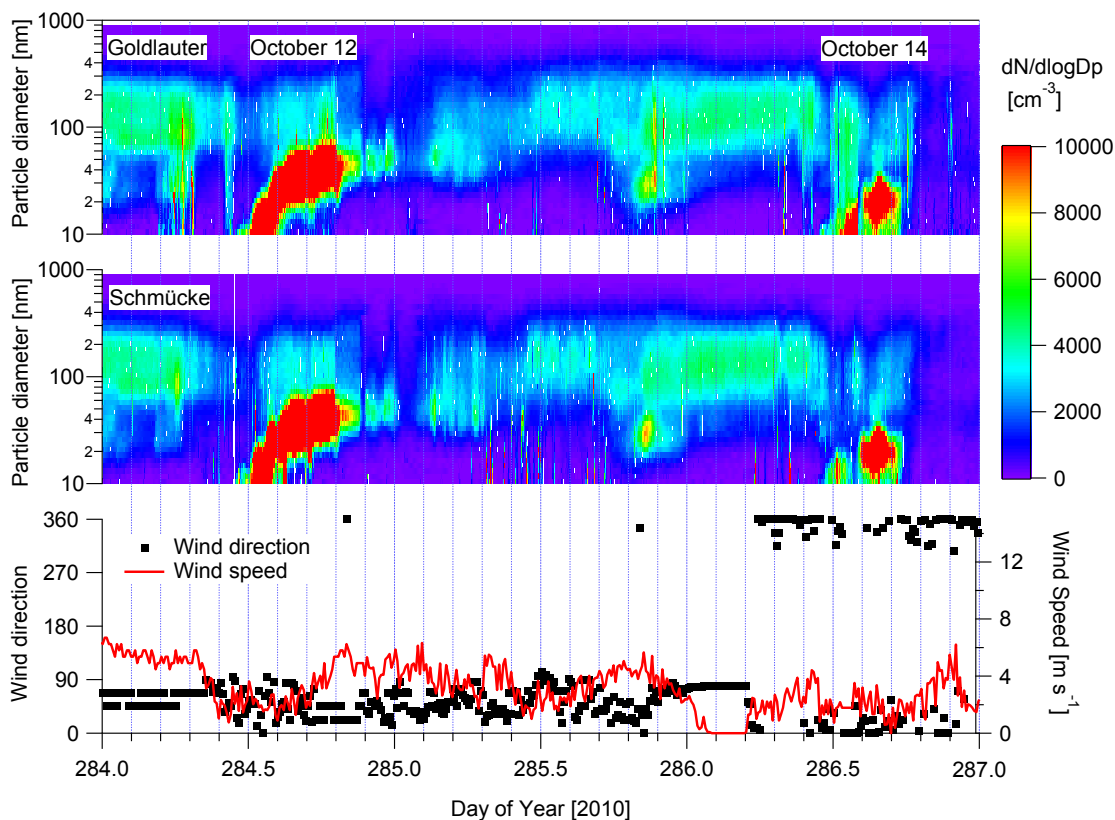 Goldlauter
October 12
October 14
Particle diameter [nm]
1000
4
2
100
4
2
10
dN/dlogDp
[cm-3]
10000
8000
6000
4000
2000
0
Schmücke
Particle diameter [nm]
1000
4
2
100
4
2
10
Wind direction
360
270
180
90
0
Wind direction
Wind speed
12
8
4
0
Wind Speed [m s-1]
284.0 284.5 285.0 285.5 286.0 286.5 287.0
Day of Year [2010]